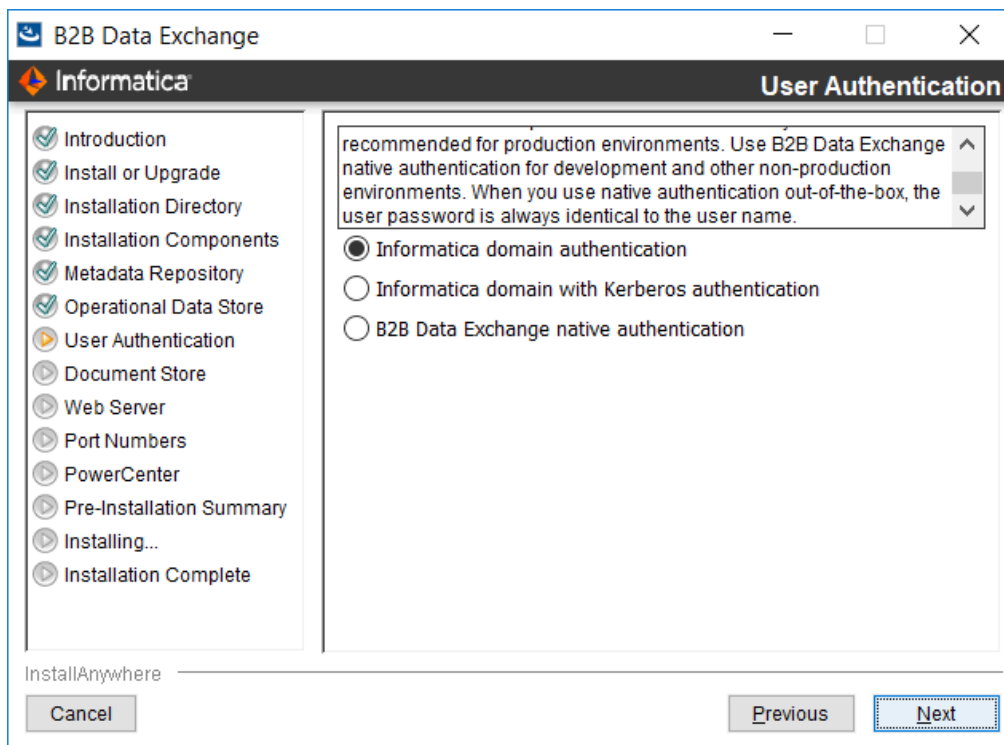 B2B Data Exchange
Informatica
User Authentication
Introduction
Install or Upgrade
Installation Directory
Installation Components
Metadata Repository
Operational Data Store
User Authentication
Document Store
Web Server
Port Numbers
PowerCenter
Pre-Installation Summary
Installing...
Installation Complete
recommended for production environments. Use B2B Data Exchange
native authentication for development and other non-production
environments. When you use native authentication out-of-the-box, the
user password is always identical to the user name.
Informatica domain authentication
Informatica domain with Kerberos authentication
B2B Data Exchange native authentication
InstallAnywhere
Cancel
Previous
Next